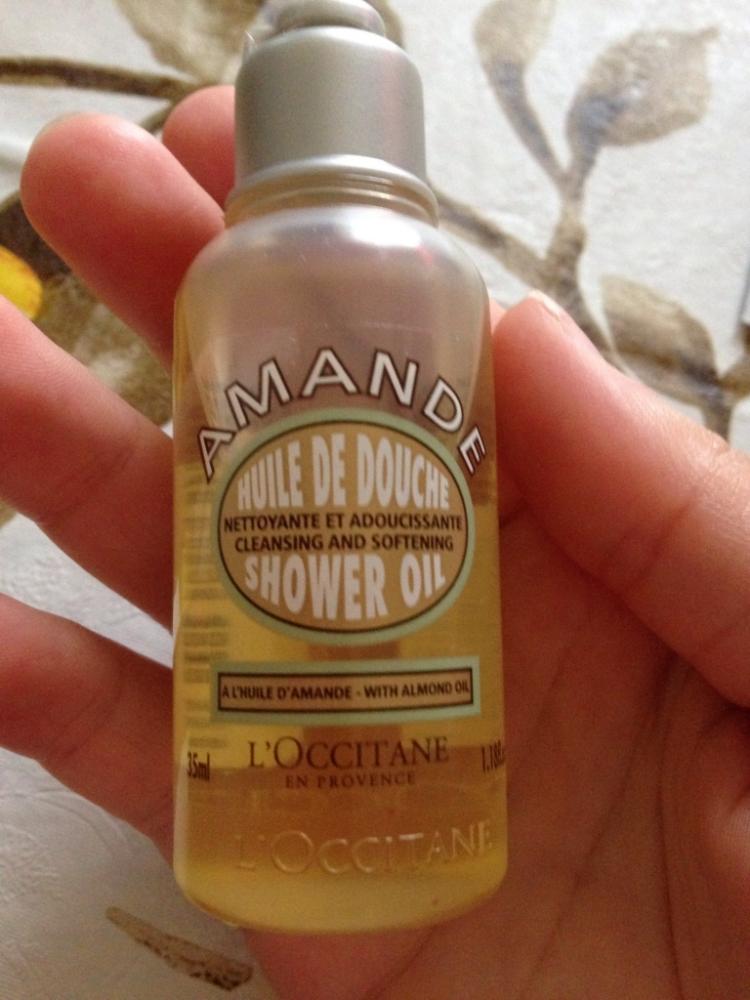 AMANDE
HUILE DE DOUCHE
NETTOYANTE ET ADOUCISSANTE
CLEANSING AND SOFTENING
SHOWER OIL
A L'HUILE D'AMANDE - WITH ALMOND OIL
L'OCCITANE
EN PROVENCE
35ml
L'OCCITANE